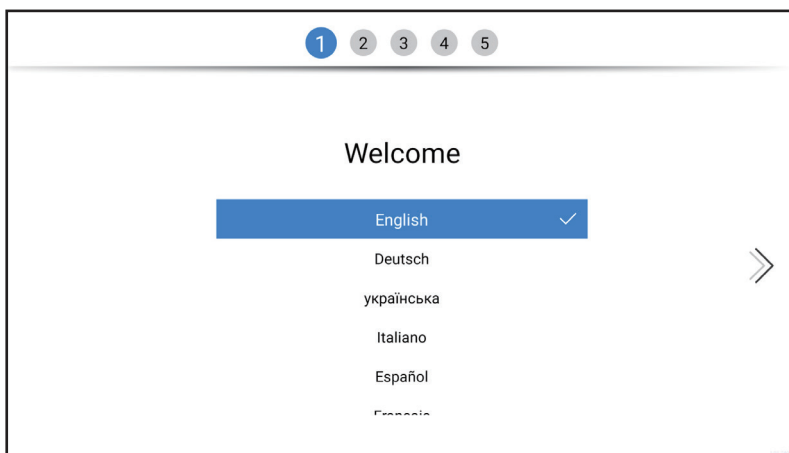 1 2 3 4 5
Welcome
English
Deutsch
українська
Italiano
Español